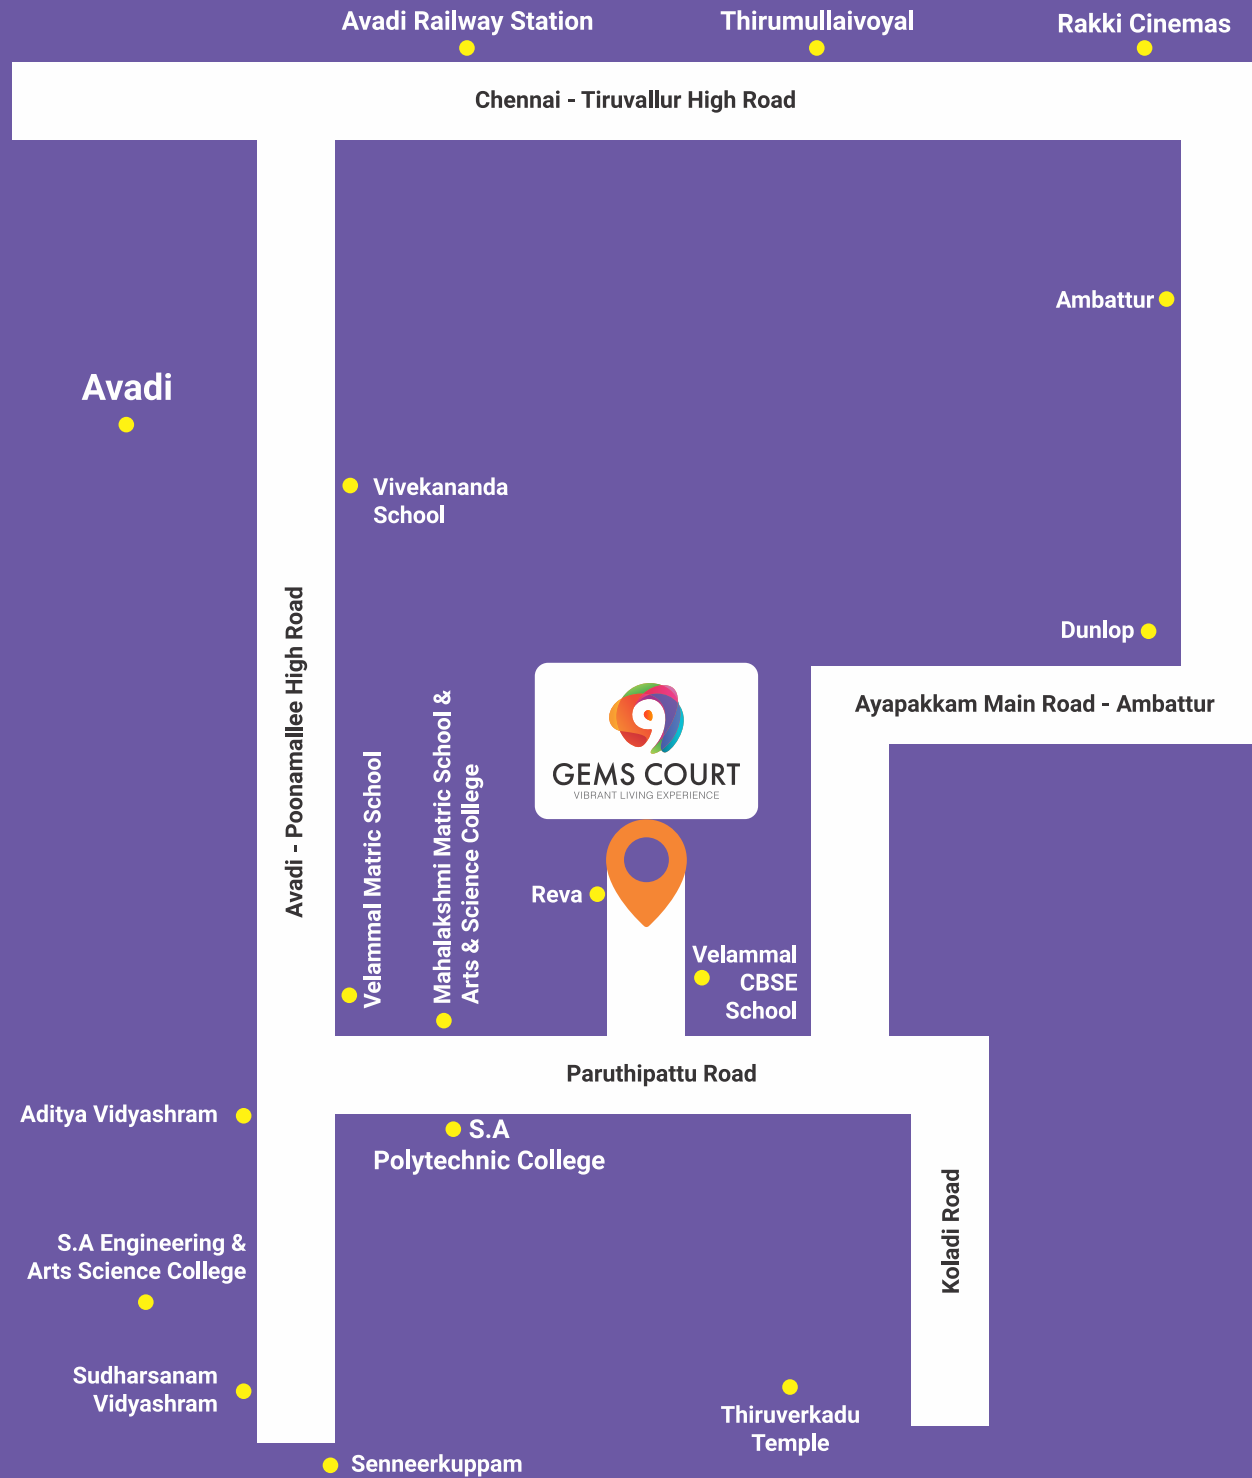 Avadi Railway Station
Thirumullaivoyal
Rakki Cinemas
Chennai - Tiruvallur High Road
Ambattur
Avadi
Vivekananda
School
Avadi - Poonamallee High Road
Dunlop
Ayapakkam Main Road - Ambattur
9
GEMS COURT
VIBRANT LIVING EXPERIENCE
Velammal Matric School
Mahalakshmi Matric School &
Arts & Science College
Reva
Velammal
CBSE
School
Paruthipattu Road
Aditya Vidyashram
S.A
Polytechnic College
Koladi Road
S.A Engineering &
Arts Science College
Sudharsanam
Vidyashram
Thiruverkadu
Temple
Senneerkuppam